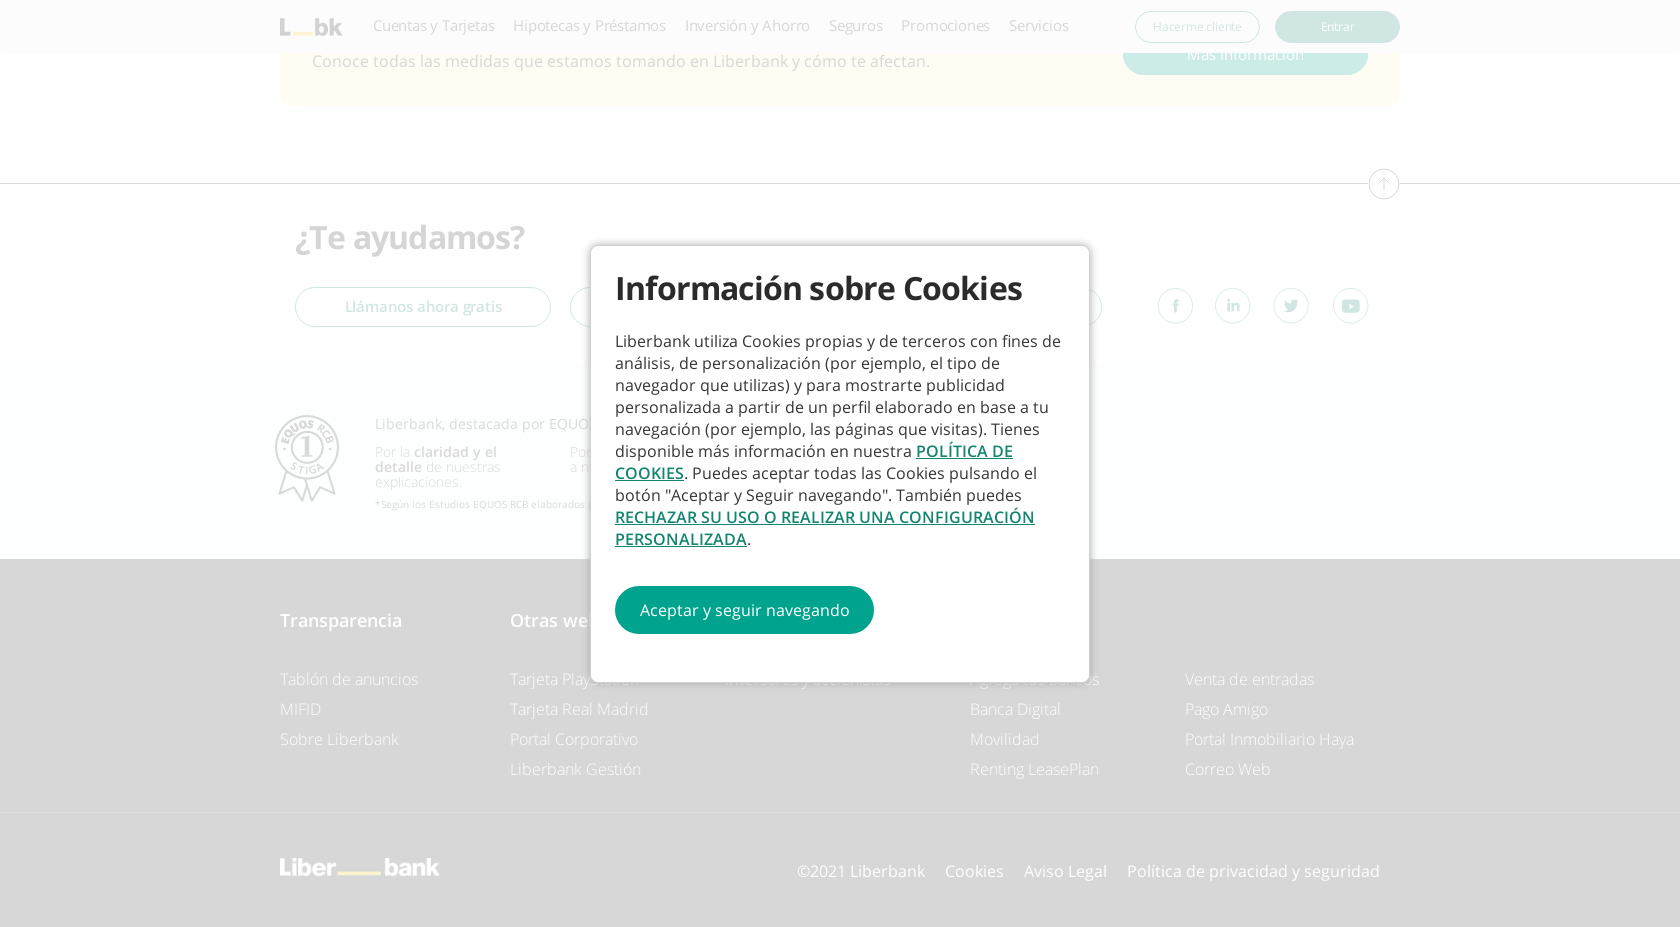 L__bk
Cuentas y Tarjetas Hipotecas y Préstamos Inversión y Ahorro Seguros Promociones Servicios Hacerme cliente Entrar
Conoce todas las medidas que estamos tomando en Liberbank y cómo te afectan.
Más información
¿Te ayudamos?
Llámanos ahora gratis
Liberbank, destacada por EQUOS
EQUOS RCB
1
STIGA
Por la claridad y el
detalle de nuestras
explicaciones.
*Según los Estudios EQUOS RCB elaborados
Información sobre Cookies
Liberbank utiliza Cookies propias y de terceros con fines de
análisis, de personalización (por ejemplo, el tipo de
navegador que utilizas) y para mostrarte publicidad
personalizada a partir de un perfil elaborado en base a tu
navegación (por ejemplo, las páginas que visitas). Tienes
disponible más información en nuestra POLÍTICA DE
COOKIES. Puedes aceptar todas las Cookies pulsando el
botón "Aceptar y Seguir navegando". También puedes
RECHAZAR SU USO O REALIZAR UNA CONFIGURACIÓN
PERSONALIZADA.
Aceptar y seguir navegando
Transparencia
Tablón de anuncios
MIFID
Sobre Liberbank
Otras
Tarjeta
Tarjeta Real Madrid
Portal Corporativo
Liberbank Gestión
Banca Digital
Movilidad
Renting LeasePlan
Venta de entradas
Pago Amigo
Portal Inmobiliario Haya
Correo Web
Liber__bank
©2021 Liberbank Cookies Aviso Legal Política de privacidad y seguridad